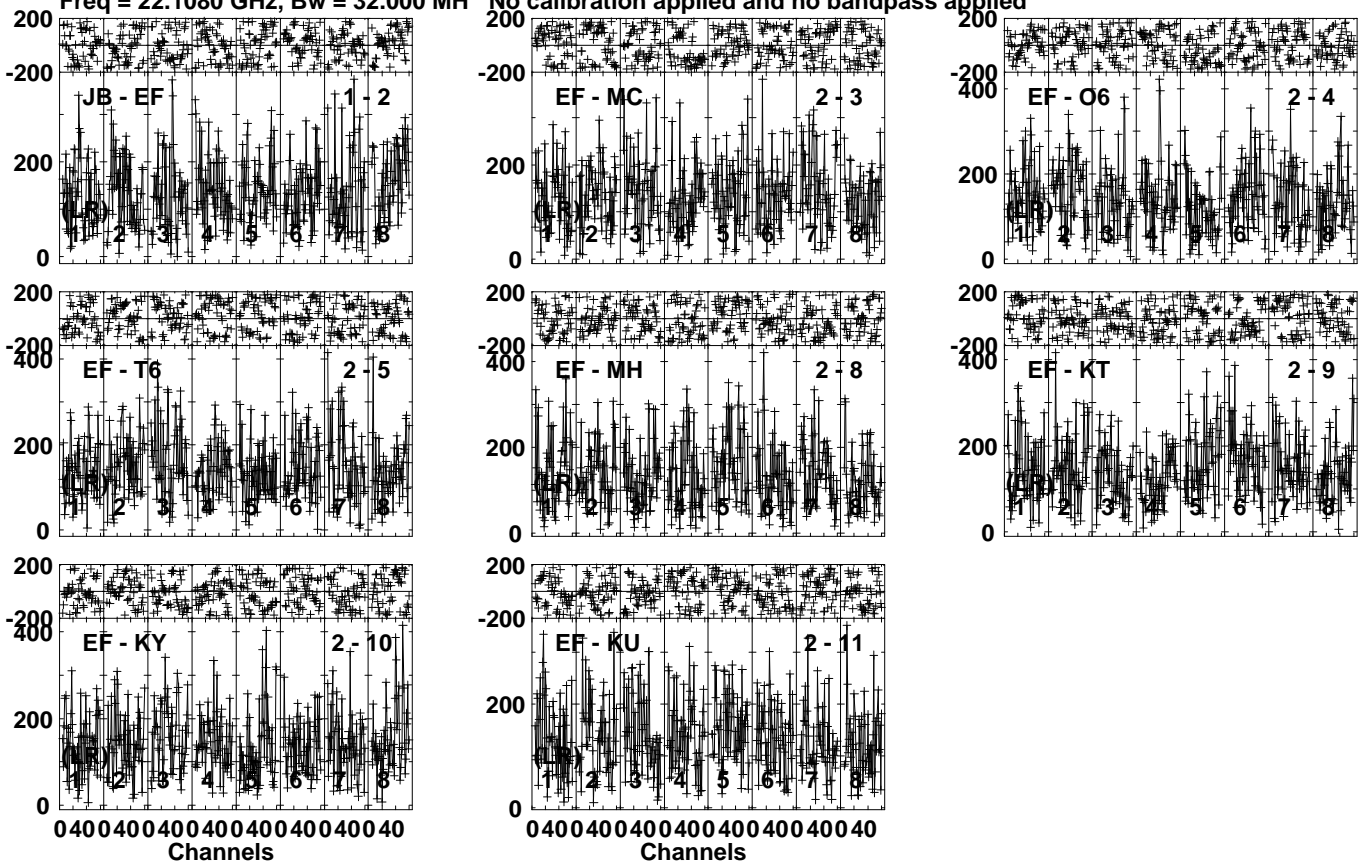 Freq = 22.1080 GHz, Bw = 32.000 MH No calibration applied and no bandpass applied
200
-200
JB - EF 1 - 2
200
(LR)
1 2 3 4 5 6 7 8
0
200
-200
EF - MC 2 - 3
200
(LR)
1 2 3 4 5 6 7 8
0
200
-200
400
EF - O6 2 - 4
200
(LR)
1 2 3 4 5 6 7 8
0
200
-200
400
EF - T6 2 - 5
200
(LR)
1 2 3 4 5 6 7 8
0
200
-200
400
EF - MH 2 - 8
200
(LR)
1 2 3 4 5 6 7 8
0
200
-200
400
EF - KT 2 - 9
200
(LR)
1 2 3 4 5 6 7 8
0
200
-200
400
EF - KY 2 - 10
200
(LR)
1 2 3 4 5 6 7 8
0
0 40 0 40 0 40 0 40 0 40 0 40 0 40 0 40
Channels
200
-200
400
EF - KU 2 - 11
200
(LR)
1 2 3 4 5 6 7 8
0
0 40 0 40 0 40 0 40 0 40 0 40 0 40 0 40
Channels